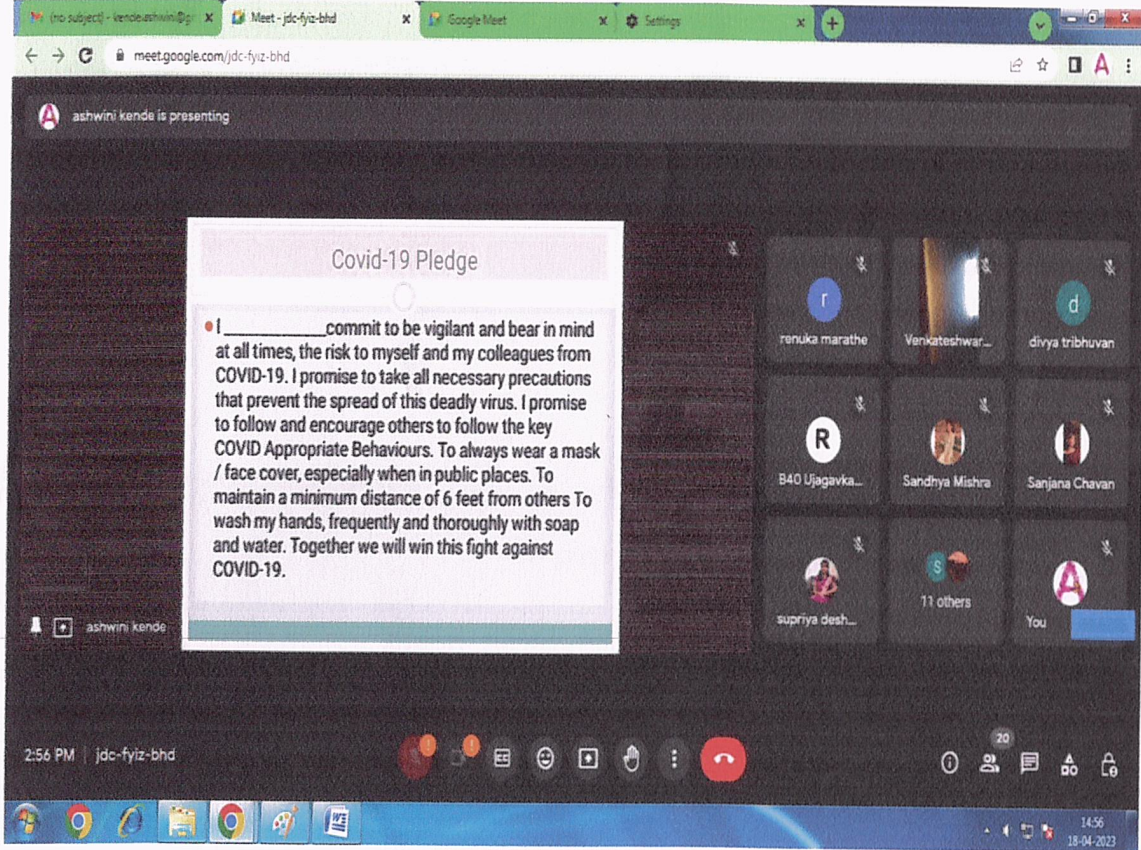 (no subject) -
Meet - jdc-fyiz-bhd
Google Meet
Settings
meet.google.com/jdc-fyiz-bhd
A
A ashwini kende is presenting
Covid-19 Pledge
I ____________commit to be vigilant and bear in mind
at all times, the risk to myself and my colleagues from
COVID-19. I promise to take all necessary precautions
that prevent the spread of this deadly virus. I promise
to follow and encourage others to follow the key
COVID Appropriate Behaviours. To always wear a mask
/ face cover, especially when in public places. To
maintain a minimum distance of 6 feet from others To
wash my hands, frequently and thoroughly with soap
and water. Together we will win this fight against
COVID-19.
ashwini kende
r
renuka marathe
Venkateshwar...
d
divya tribhuvan
R
B40 Ujagavka...
Sandhya Mishra
Sanjana Chavan
supriya desh...
S
11 others
A
You
2:56 PM | jdc-fyiz-bhd
20
14:56
18-04-2023